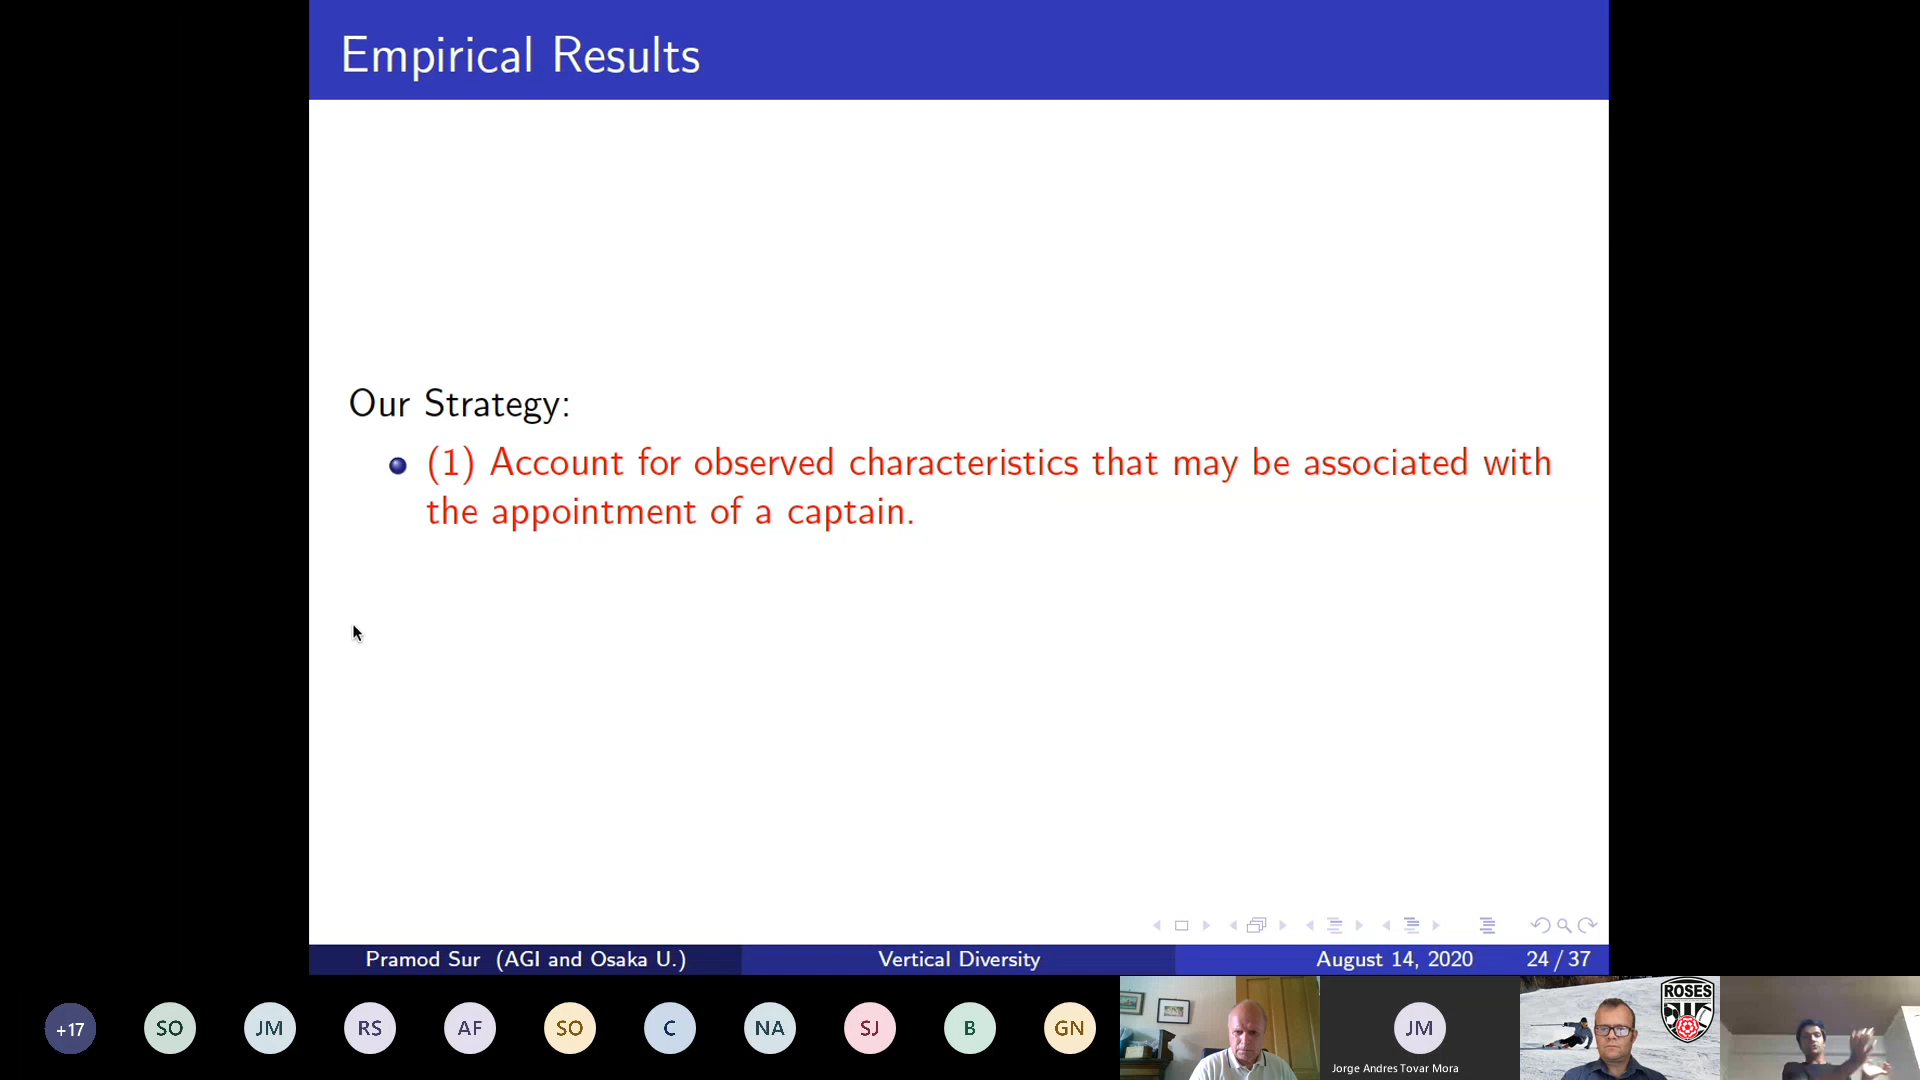 Empirical Results
Our Strategy:
(1) Account for observed characteristics that may be associated with
the appointment of a captain.
Pramod Sur (AGI and Osaka U.) Vertical Diversity August 14, 2020 24 / 37
+17 SO JM RS AF SO C NA SJ B GN JM ROSES
Jorge Andres Tovar Mora